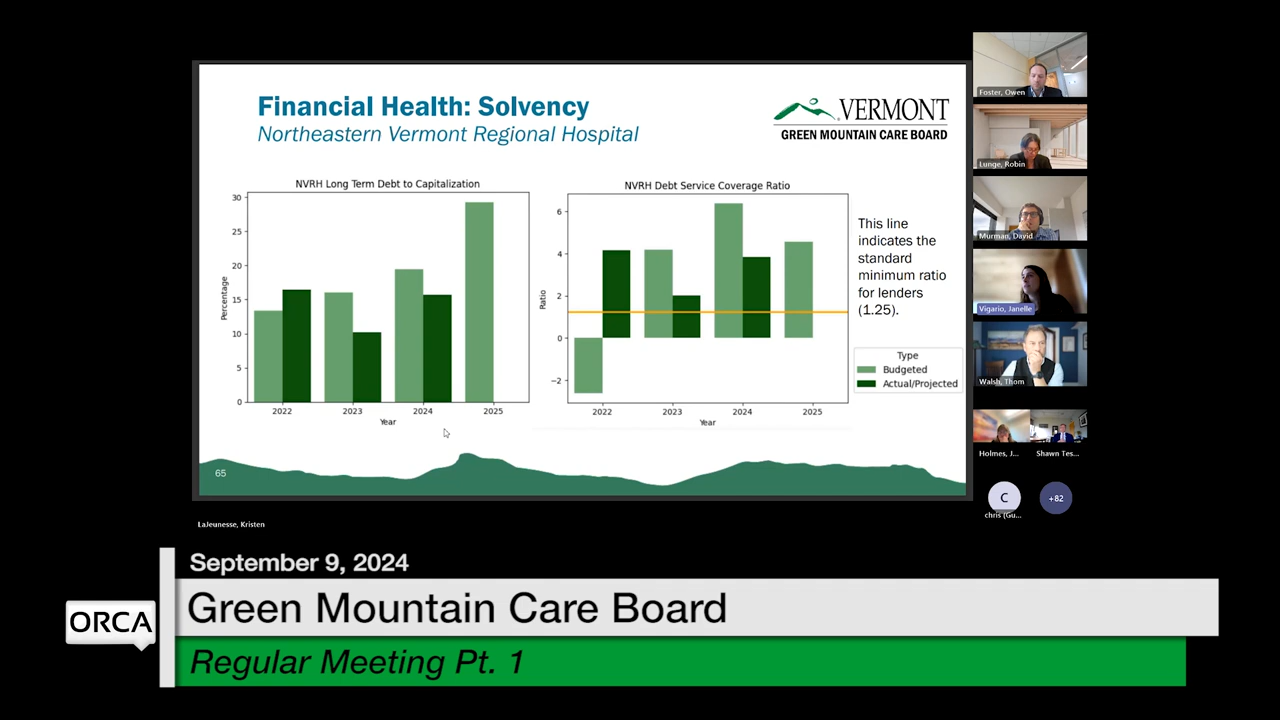 Financial Health: Solvency
Northeastern Vermont Regional Hospital
VERMONT
GREEN MOUNTAIN CARE BOARD
NVRH Long Term Debt to Capitalization
30
25
20
15
10
5
0
Percentage
2022
2023
2024
2025
Year
NVRH Debt Service Coverage Ratio
6
4
2
0
−2
Ratio
2022
2023
2024
2025
Year
This line
indicates the
standard
minimum ratio
for lenders
(1.25).
Type
Budgeted
Actual/Projected
65
Foster, Owen
Lunge, Robin
Murman, David
Vigario, Janelle
Walsh, Thom
Holmes, J...
Shawn Tes...
C
+82
chris (Gu...
LaJeunesse, Kristen
September 9, 2024
ORCA
Green Mountain Care Board
Regular Meeting Pt. 1